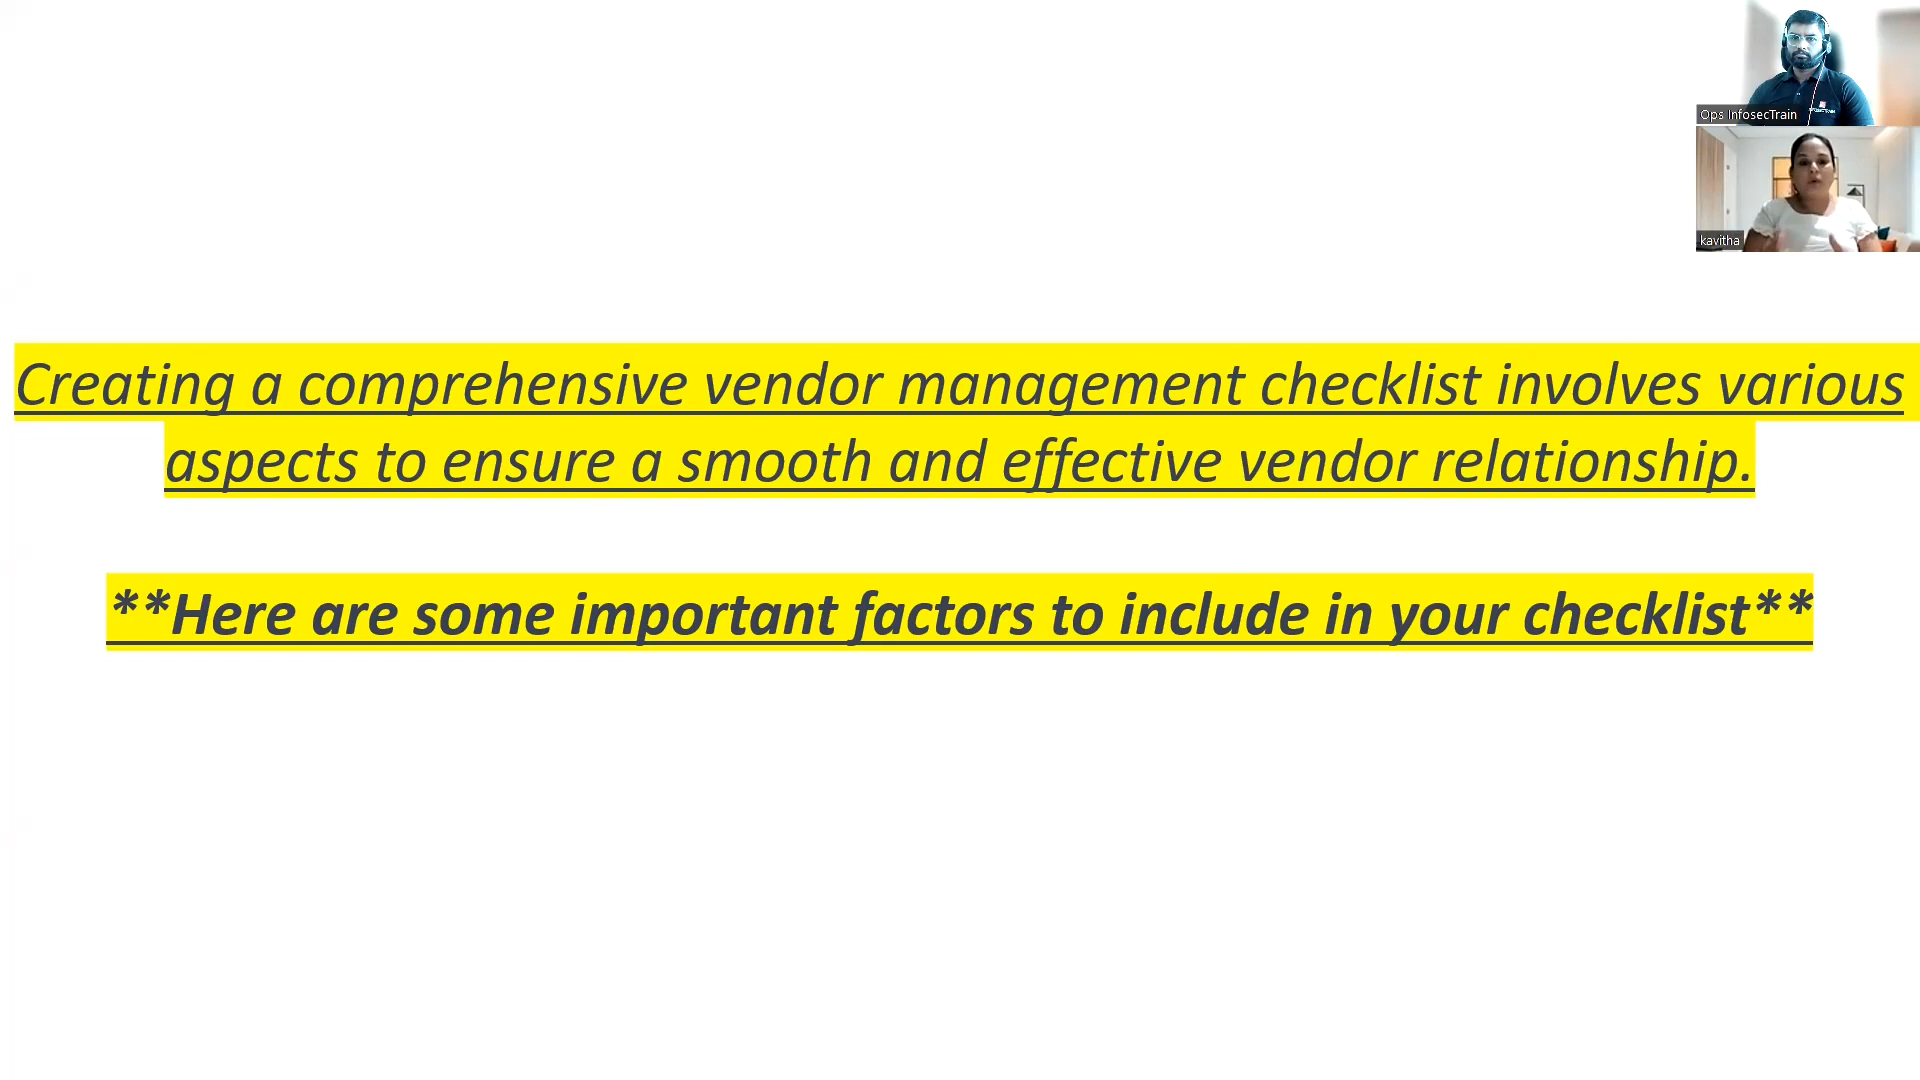 Ops InfosecTrain
kavitha
Creating a comprehensive vendor management checklist involves various
aspects to ensure a smooth and effective vendor relationship.
**Here are some important factors to include in your checklist**